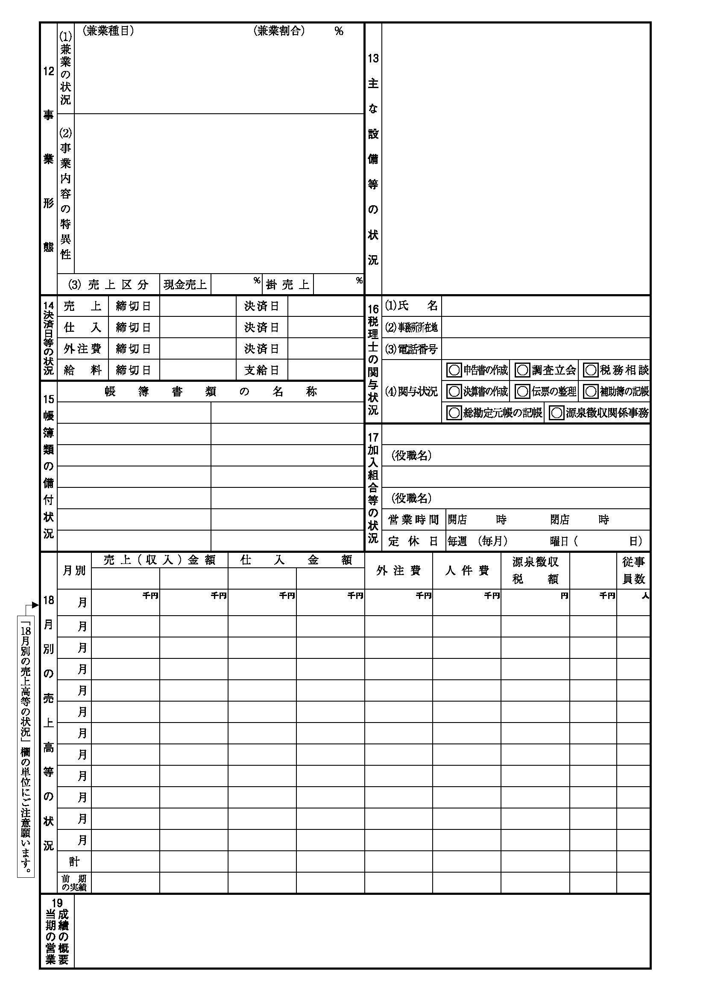 12 事業形態
(1)兼業の状況
(兼業種目) (兼業割合) %
(2)事業内容の特異性
(3) 売上区分 現金売上 % 掛売上 %
13 主な設備等の状況
14 決済日等の状況
売上 締切日 決済日
仕入 締切日 決済日
外注費 締切日 決済日
給料 締切日 支給日
15 帳簿類の備付状況
帳簿書類の名称
16 税理士の関与状況
(1)氏名
(2)事務所所在地
(3)電話番号
(4)関与状況
○申告書の作成 ○調査立会 ○税務相談
○決算書の作成 ○伝票の整理 ○補助簿の記帳
○総勘定元帳の記帳 ○源泉徴収関係事務
17 加入組合等の状況
(役職名)
(役職名)
営業時間 開店 時 閉店 時
定休日 毎週 (毎月) 曜日( 日)
「18月別の売上高等の状況」欄の単位にご注意願います。
18 月別の売上高等の状況
月別 売上(収入)金額 仕入金額 外注費 人件費 源泉徴収税額 従事員数
月 千円 千円 千円 千円 千円 千円 円 千円 人
月
月
月
月
月
月
月
月
月
月
月
計
前期の実績
19 当期の営業成績の概要